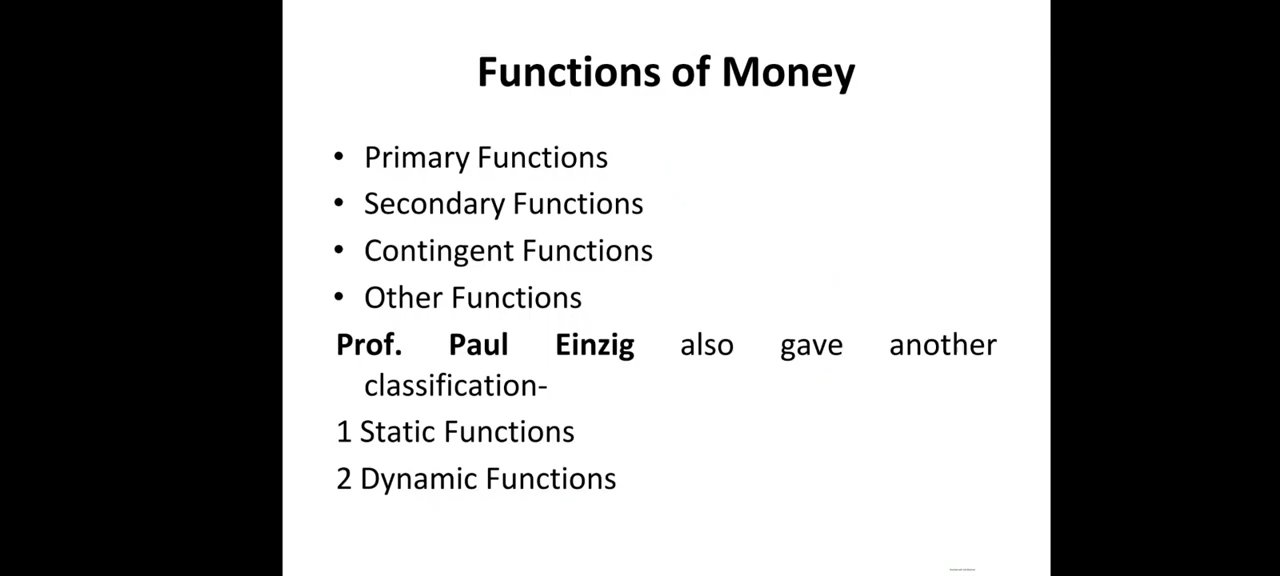 Functions of Money
• Primary Functions
• Secondary Functions
• Contingent Functions
• Other Functions
Prof. Paul Einzig also gave another
classification-
1 Static Functions
2 Dynamic Functions